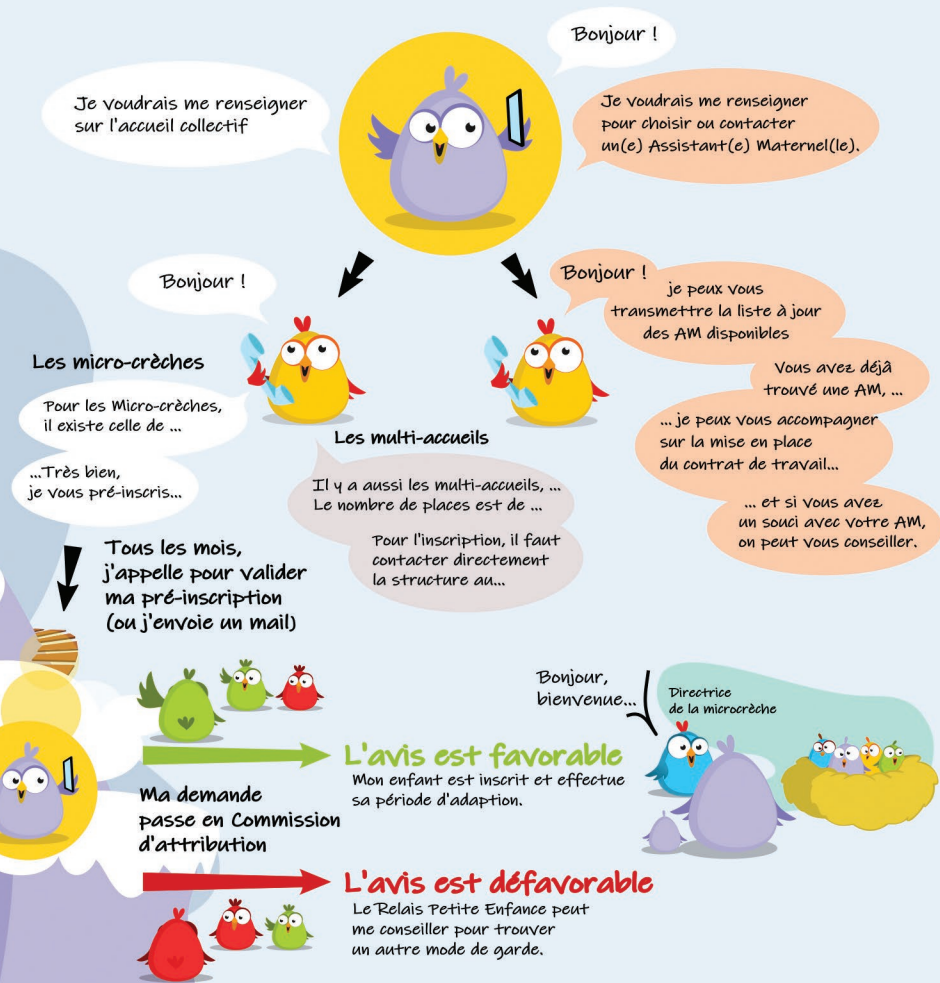 Bonjour !
Je voudrais me renseigner
sur l'accueil collectif
Je voudrais me renseigner
pour choisir ou contacter
un(e) Assistant(e) Maternel(le).
Bonjour !
Les micro-crèches
Pour les Micro-crèches,
il existe celle de ...
...Très bien,
je vous pré-inscris...
Les multi-accueils
Il y a aussi les multi-accueils, ...
Le nombre de places est de ...
Pour l'inscription, il faut
contacter directement
la structure au...
Bonjour !
je peux vous
transmettre la liste à jour
des AM disponibles
Vous avez déjà
trouvé une AM, ...
... je peux vous accompagner
sur la mise en place
du contrat de travail...
... et si vous avez
un souci avec votre AM,
on peut vous conseiller.
Tous les mois,
j'appelle pour valider
ma pré-inscription
(ou j'envoie un mail)
Ma demande
passe en Commission
d'attribution
L'avis est favorable
Mon enfant est inscrit et effectue
sa période d'adaption.
Bonjour,
bienvenue...
Directrice
de la microcrèche
L'avis est défavorable
Le Relais Petite Enfance peut
me conseiller pour trouver
un autre mode de garde.